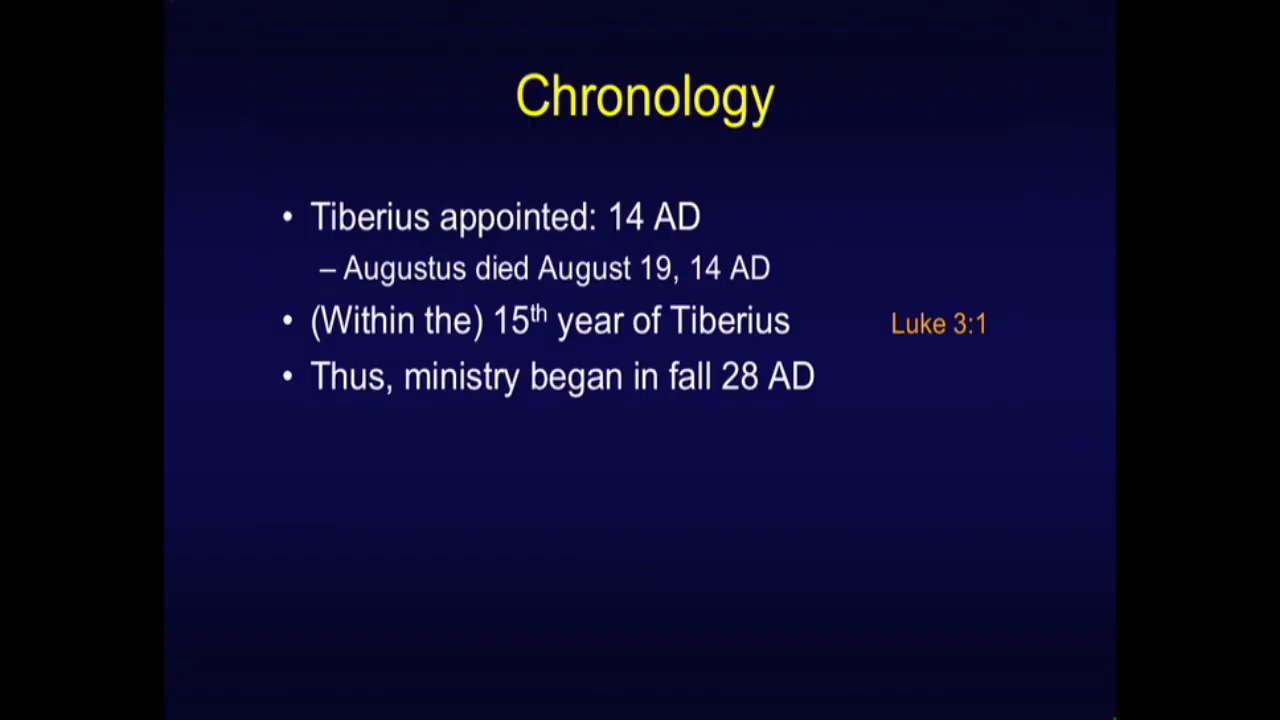 Chronology
• Tiberius appointed: 14 AD
– Augustus died August 19, 14 AD
• (Within the) 15th year of Tiberius Luke 3:1
• Thus, ministry began in fall 28 AD